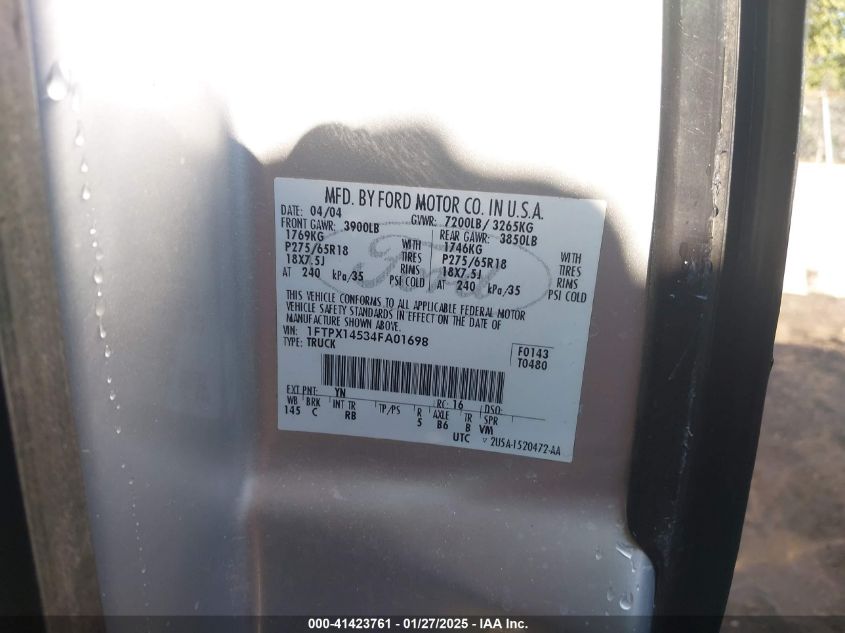 MFD. BY FORD MOTOR CO. IN U.S.A.
DATE: 04/04 GVWR: 7200LB/ 3265KG
FRONT GAWR: 3900LB REAR GAWR: 3850LB
1769KG WITH 1746KG WITH
P275/65R18 TIRES P275/65R18 TIRES
18X7.5J RIMS 18X7.5J RIMS
AT 240 kPa/35 PSI COLD AT 240 kPa/35 PSI COLD
Ford
THIS VEHICLE CONFORMS TO ALL APPLICABLE FEDERAL MOTOR
VEHICLE SAFETY STANDARDS IN EFFECT ON THE DATE OF
MANUFACTURE SHOWN ABOVE.
VIN: 1FTPX14534FA01698
TYPE: TRUCK
F0143
T0480
EXT PNT: YN RC: 16 DSO:
WB BRK INT TR TP/PS R AXLE TR SPR
145 C RB 5 B6 B VM
UTC ▽ 2U5A-1520472-AA
000-41423761 - 01/27/2025 - IAA Inc.